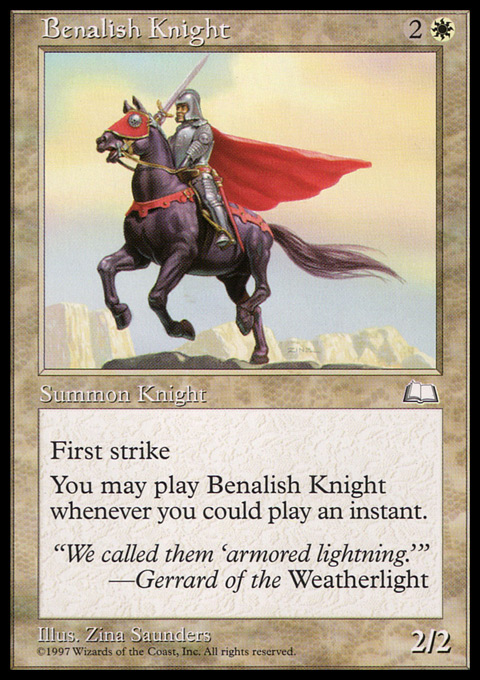 Benalish Knight 2
ZINA
Summon Knight
First strike
You may play Benalish Knight
whenever you could play an instant.
“We called them ‘armored lightning.’”
—Gerrard of the Weatherlight
Illus. Zina Saunders
2/2
©1997 Wizards of the Coast, Inc. All rights reserved.